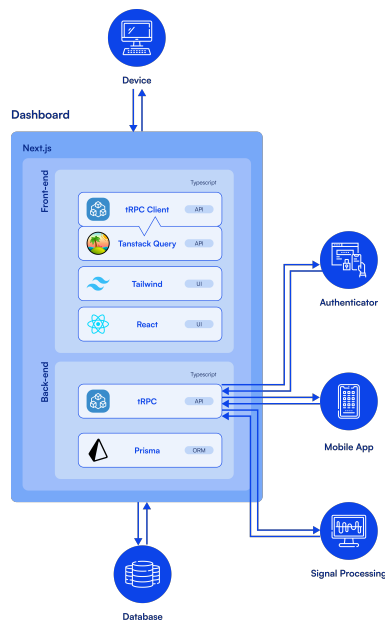 Device
Dashboard
Next.js
Front-end
Typescript
tRPC Client
API
Tanstack Query
API
Tailwind
UI
React
UI
Authenticator
Back-end
Typescript
tRPC
API
Prisma
ORM
Mobile App
Signal Processing
Database